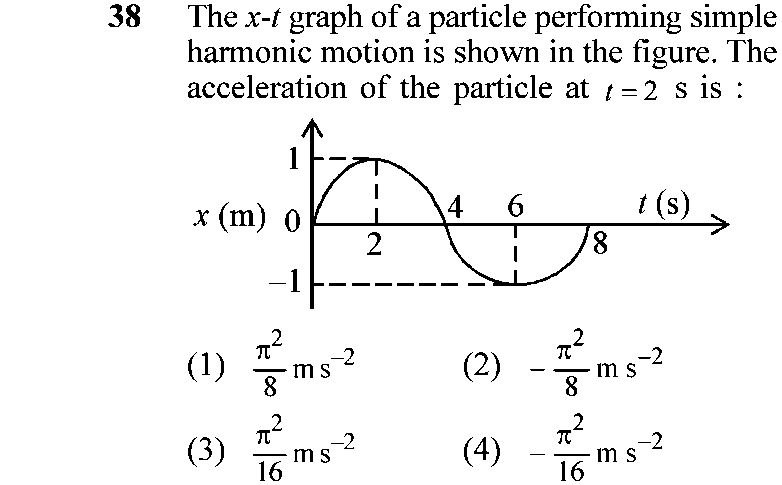 38 The x-t graph of a particle performing simple
harmonic motion is shown in the figure. The
acceleration of the particle at t = 2 s is :
1
x (m) 0 2 4 6 8 t (s)
–1
(1) π²/8 m s⁻² (2) – π²/8 m s⁻²
(3) π²/16 m s⁻² (4) – π²/16 m s⁻²